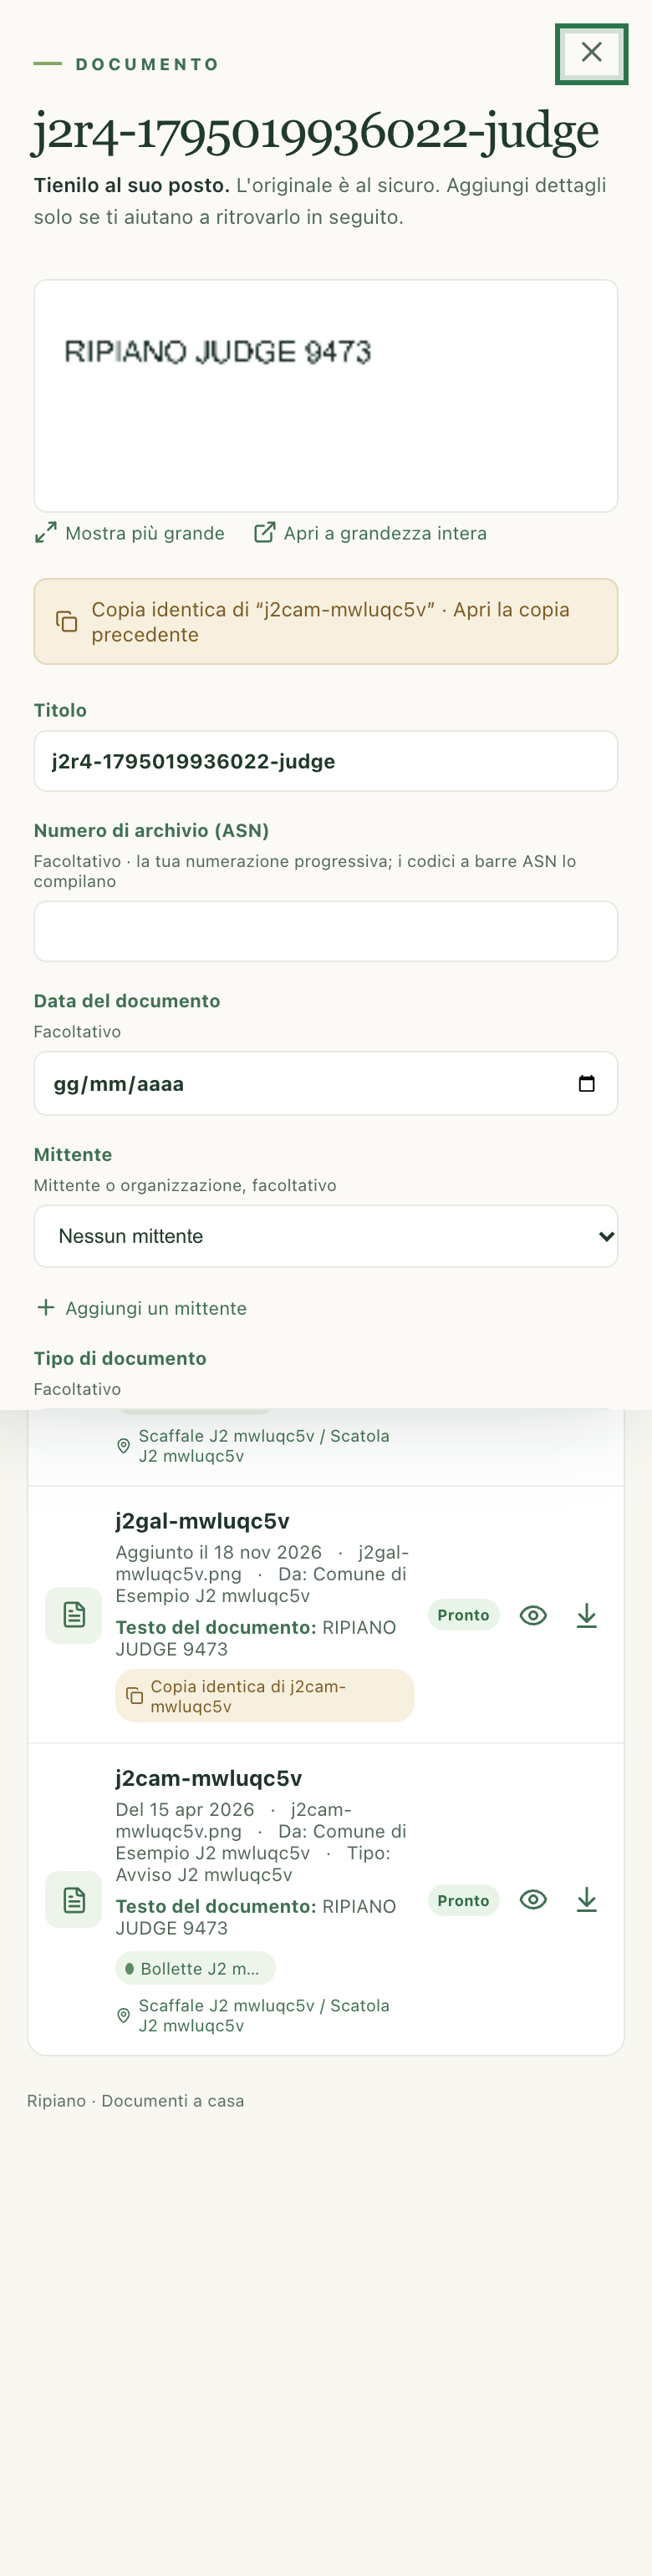 DOCUMENTO
j2r4-1795019936022-judge
Tienilo al suo posto. L'originale è al sicuro. Aggiungi dettagli
solo se ti aiutano a ritrovarlo in seguito.
RIPIANO JUDGE 9473
Mostra più grande Apri a grandezza intera
Copia identica di “j2cam-mwluqc5v” · Apri la copia
precedente
Titolo
j2r4-1795019936022-judge
Numero di archivio (ASN)
Facoltativo · la tua numerazione progressiva; i codici a barre ASN lo
compilano
Data del documento
Facoltativo
gg/mm/aaaa
Mittente
Mittente o organizzazione, facoltativo
Nessun mittente
Aggiungi un mittente
Tipo di documento
Facoltativo
Scaffale J2 mwluqc5v / Scatola
J2 mwluqc5v
j2gal-mwluqc5v
Aggiunto il 18 nov 2026 · j2gal-
mwluqc5v.png · Da: Comune di
Esempio J2 mwluqc5v
Testo del documento: RIPIANO
JUDGE 9473
Pronto
Copia identica di j2cam-
mwluqc5v
j2cam-mwluqc5v
Del 15 apr 2026 · j2cam-
mwluqc5v.png · Da: Comune di
Esempio J2 mwluqc5v · Tipo:
Avviso J2 mwluqc5v
Testo del documento: RIPIANO
JUDGE 9473
Pronto
Bollette J2 m...
Scaffale J2 mwluqc5v / Scatola
J2 mwluqc5v
Ripiano · Documenti a casa